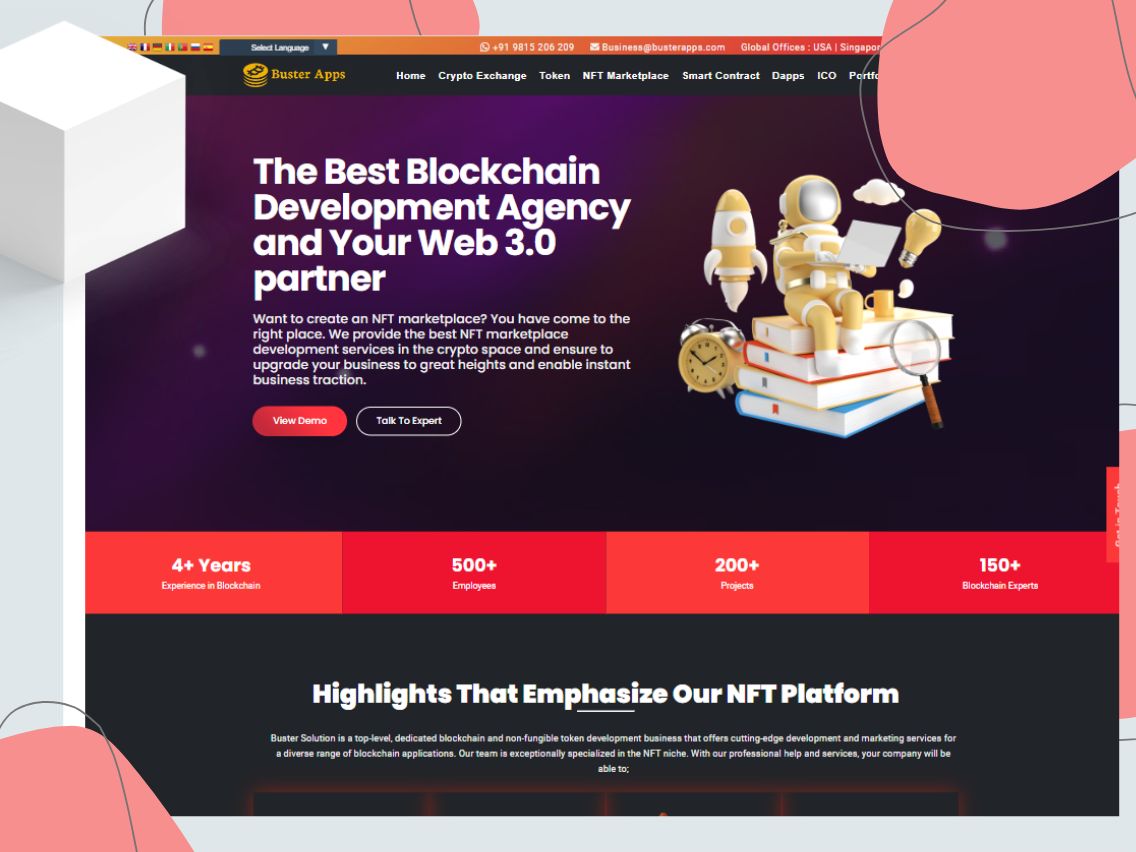 Select Language ▼
+91 9815 206 209
Business@busterapps.com
Global Offices : USA | Singapor
Buster Apps
Home Crypto Exchange Token NFT Marketplace Smart Contract Dapps ICO Portfo
The Best Blockchain
Development Agency
and Your Web 3.0
partner
Want to create an NFT marketplace? You have come to the
right place. We provide the best NFT marketplace
development services in the crypto space and ensure to
upgrade your business to great heights and enable instant
business traction.
View Demo Talk To Expert
Get in Touch
4+ Years
Experience in Blockchain
500+
Employees
200+
Projects
150+
Blockchain Experts
Highlights That Emphasize Our NFT Platform
Buster Solution is a top-level, dedicated blockchain and non-fungible token development business that offers cutting-edge development and marketing services for
a diverse range of blockchain applications. Our team is exceptionally specialized in the NFT niche. With our professional help and services, your company will be
able to;